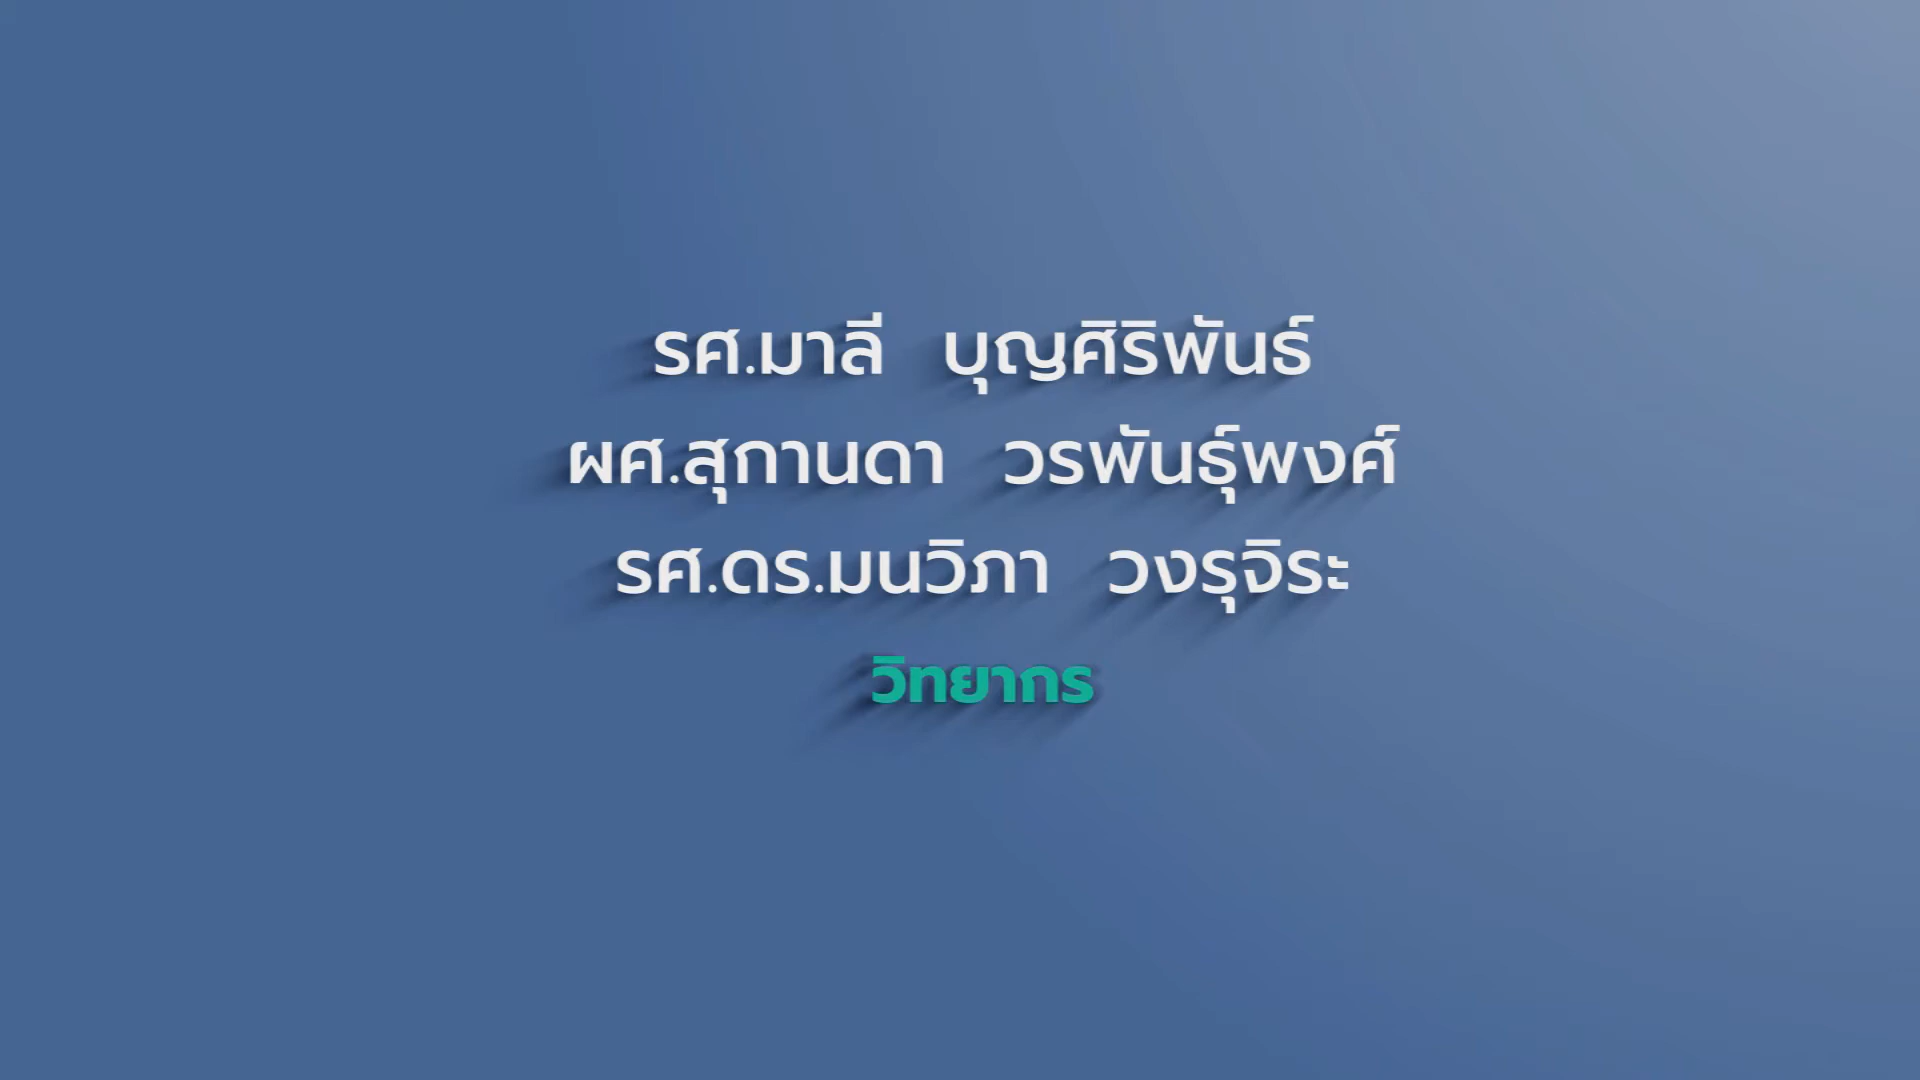 รศ.มาลี บุญศิริพันธ์
ผศ.สุกานดา วรพันธุ์พงศ์
รศ.ดร.มนวิภา วงรุจิระ
วิทยากร